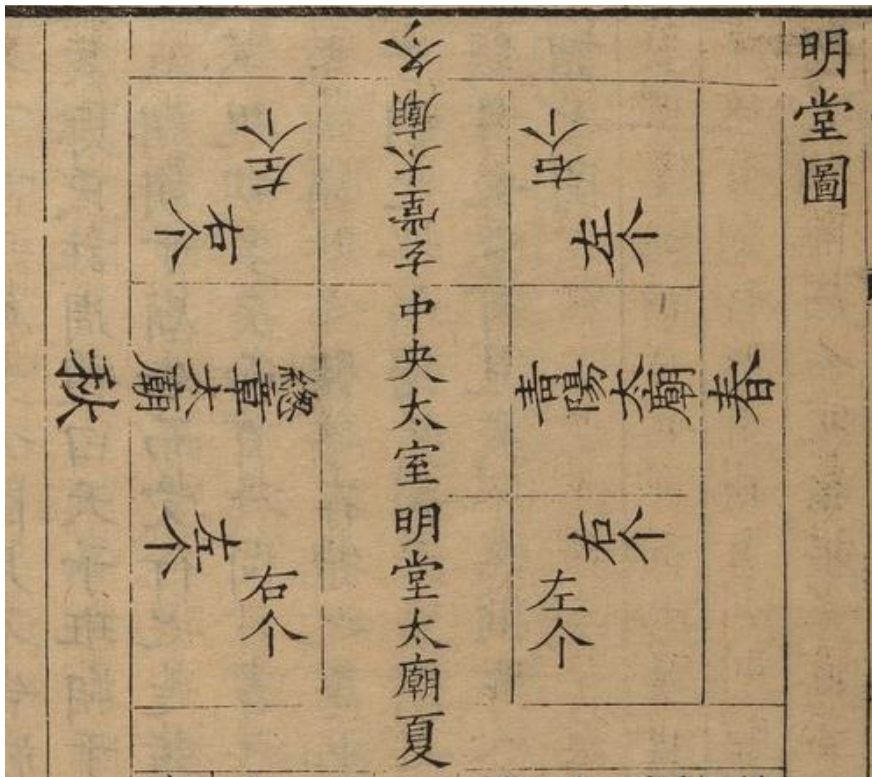 明堂圖
右个
左个
青陽太廟春
右个
左个
玄堂太廟冬
中央太室
明堂太廟夏
左个
右个
總章太廟秋
左个
右个